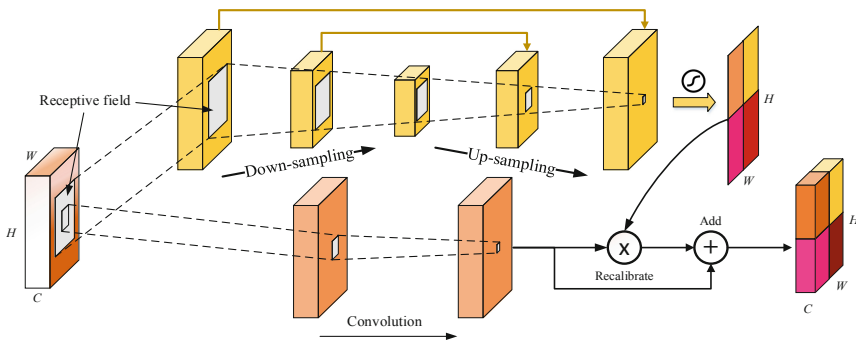 Receptive field
H
W
Down-sampling
Up-sampling
W
Add
H
X
+
H
Recalibrate
W
C
C
Convolution